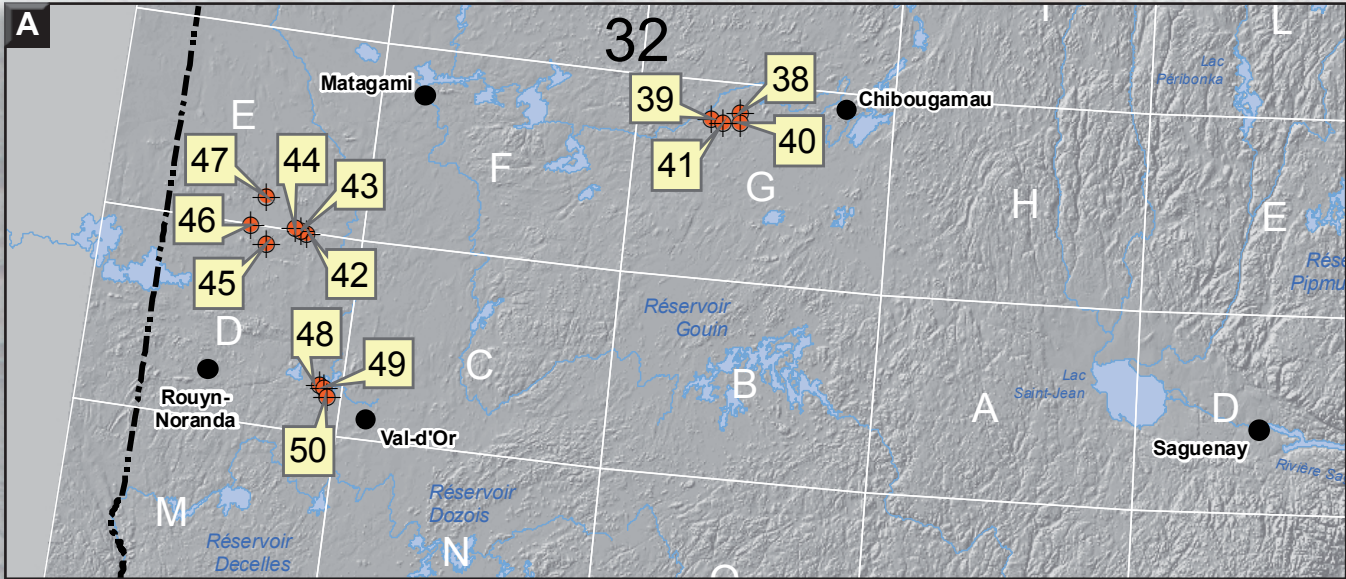 A
32
L
Lac
Péribonka
Matagami
38
39
Chibougamau
E
40
47
44
43
F
41
G
46
H
E
45
42
Réservoir
Gouin
D
48
49
C
B
Rouyn-
Noranda
Lac
Saint-Jean
A
D
50
Val-d'Or
Saguenay
M
Réservoir
Dozois
Réservoir
Decelles
N